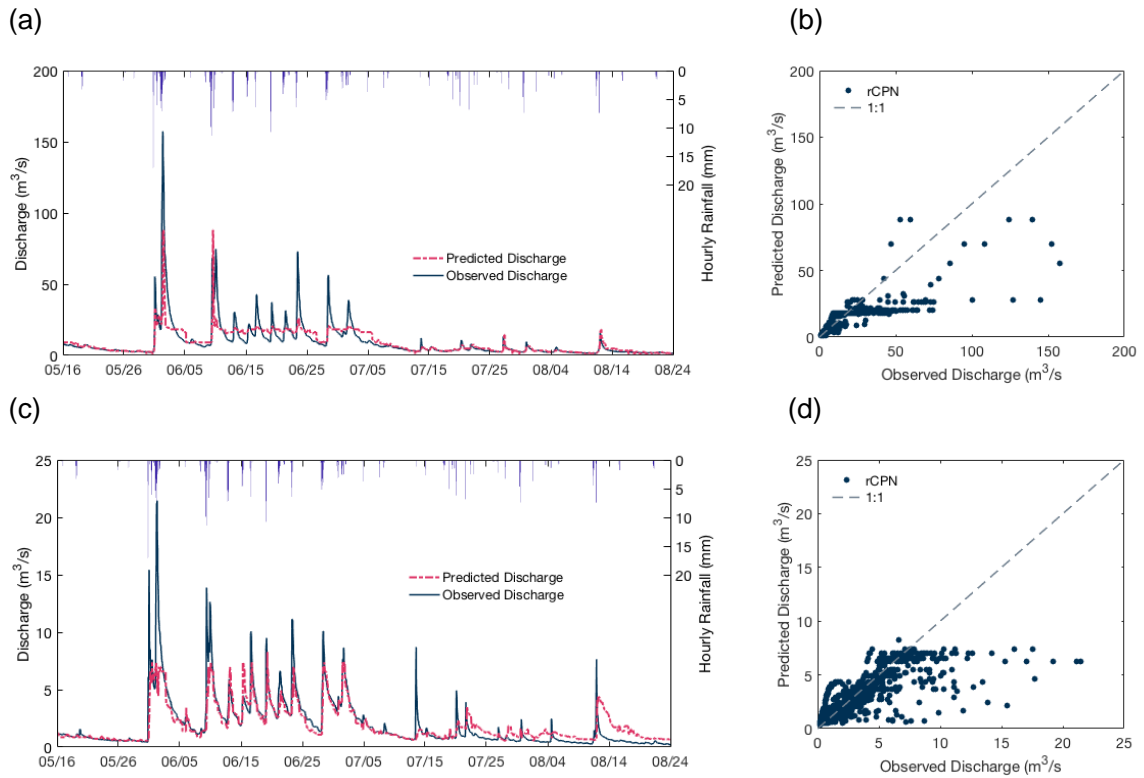 (a)
(b)
200
150
100
50
0
Discharge (m³/s)
0
5
10
15
20
Hourly Rainfall (mm)
Predicted Discharge
Observed Discharge
05/16 05/26 06/05 06/15 06/25 07/05 07/15 07/25 08/04 08/14 08/24
200
150
100
50
0
Predicted Discharge (m³/s)
rCPN
1:1
0 50 100 150 200
Observed Discharge (m³/s
(c)
(d)
25
20
15
10
5
0
Discharge (m³/s)
0
5
10
15
20
Hourly Rainfall (mm)
Predicted Discharge
Observed Discharge
05/16 05/26 06/05 06/15 06/25 07/05 07/15 07/25 08/04 08/14 08/24
25
20
15
10
5
0
Predicted Discharge (m³/s)
rCPN
1:1
0 5 10 15 20 25
Observed Discharge (m³/s